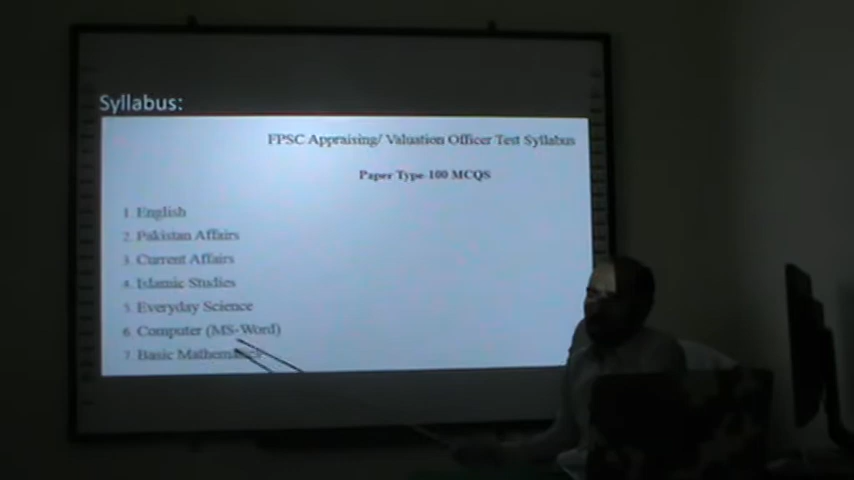 Syllabus:
FPSC Appraising/ Valuation Officer Test Syllabus
Paper Type-100 MCQS
1. English
2. Pakistan Affairs
3. Current Affairs
4. Islamic Studies
5. Everyday Science
6. Computer (MS-Word)
7. Basic Mathematics